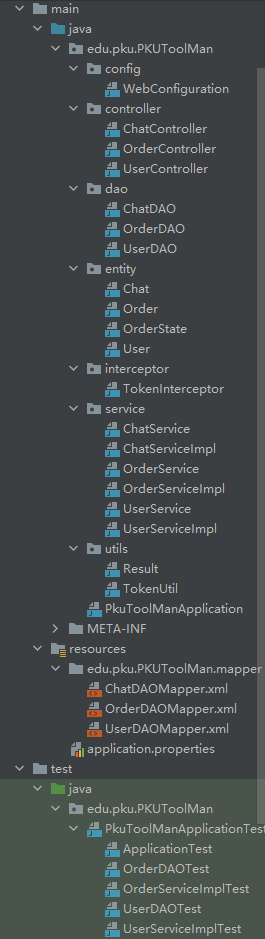 main
java
edu.pku.PKUToolMan
config
WebConfiguration
controller
ChatController
OrderController
UserController
dao
ChatDAO
OrderDAO
UserDAO
entity
Chat
Order
OrderState
User
interceptor
TokenInterceptor
service
ChatService
ChatServiceImpl
OrderService
OrderServiceImpl
UserService
UserServiceImpl
utils
Result
TokenUtil
PkuToolManApplication
META-INF
resources
edu.pku.PKUToolMan.mapper
ChatDAOMapper.xml
OrderDAOMapper.xml
UserDAOMapper.xml
application.properties
test
java
edu.pku.PKUToolMan
PkuToolManApplicationTest
ApplicationTest
OrderDAOTest
OrderServiceImplTest
UserDAOTest
UserServiceImplTest